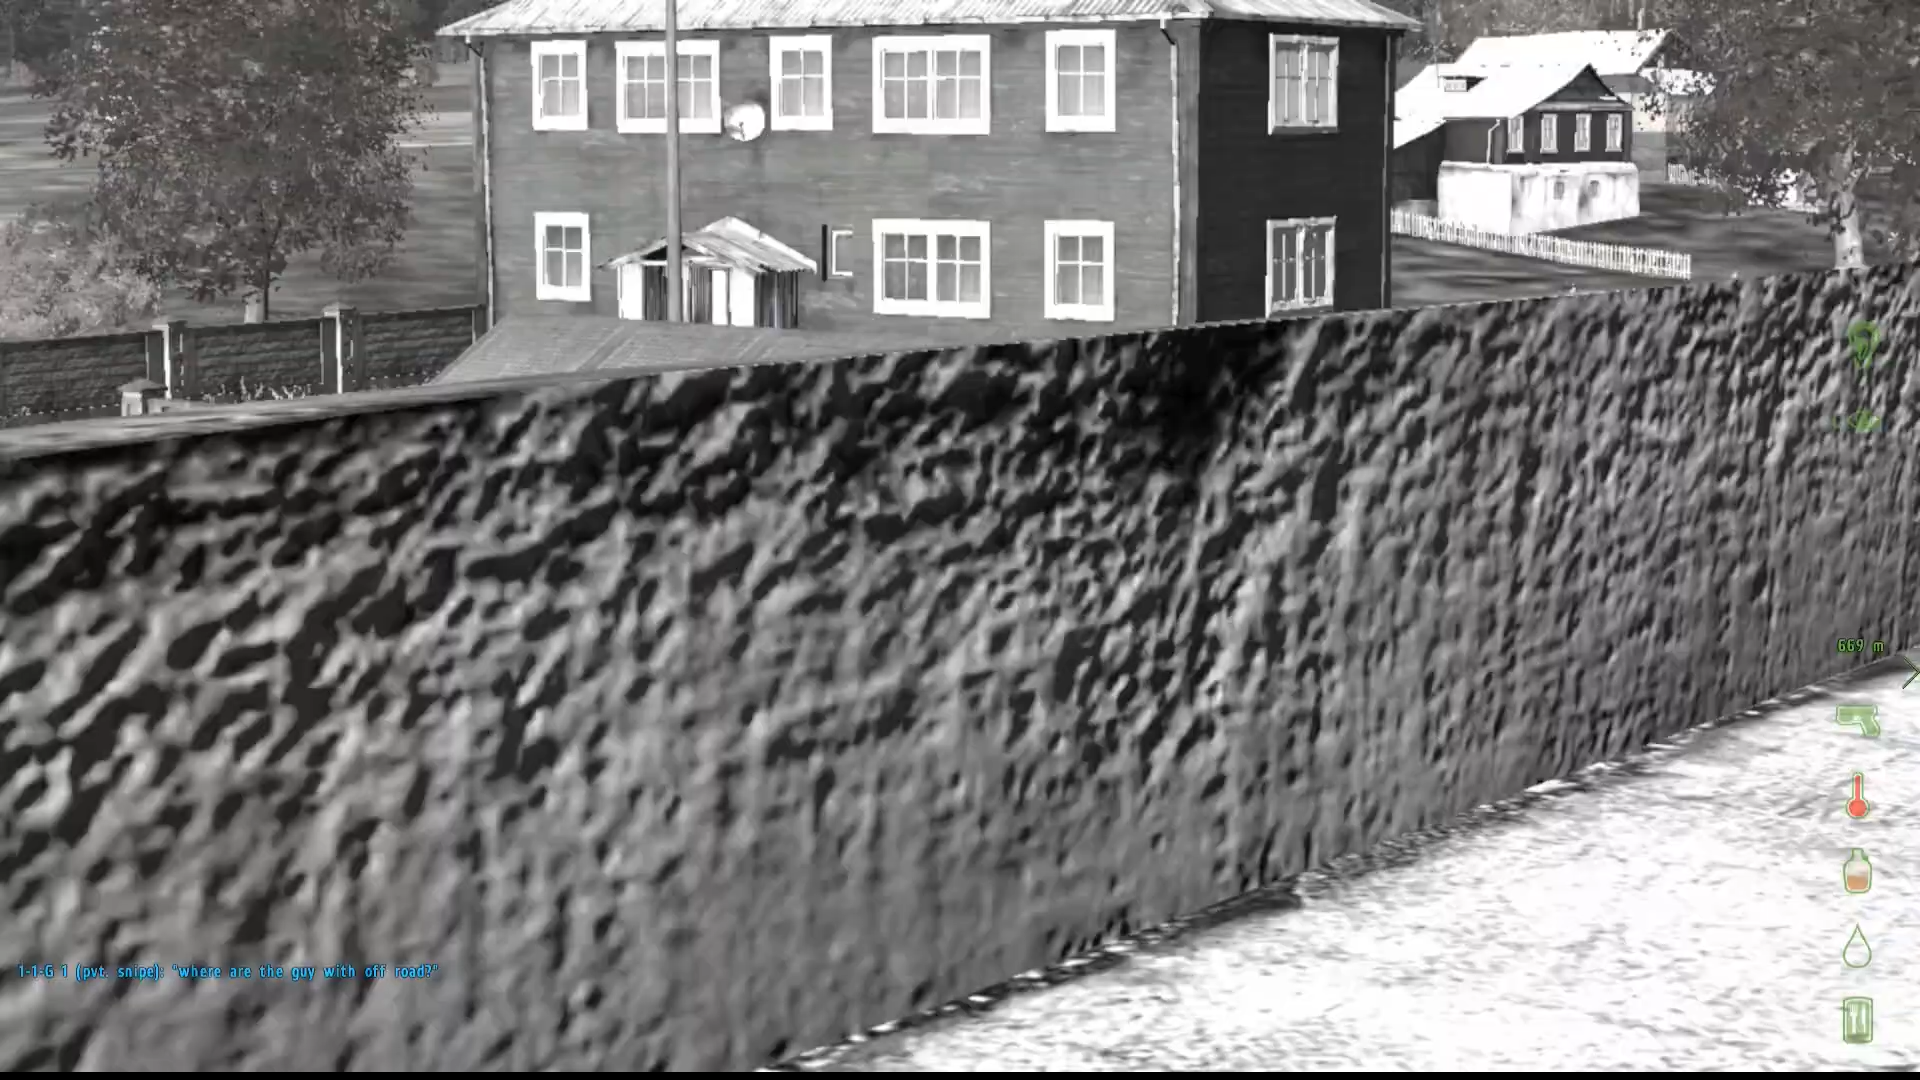 669 m
1-1-G 1 (pvt. snipe): "where are the guy with off road?"